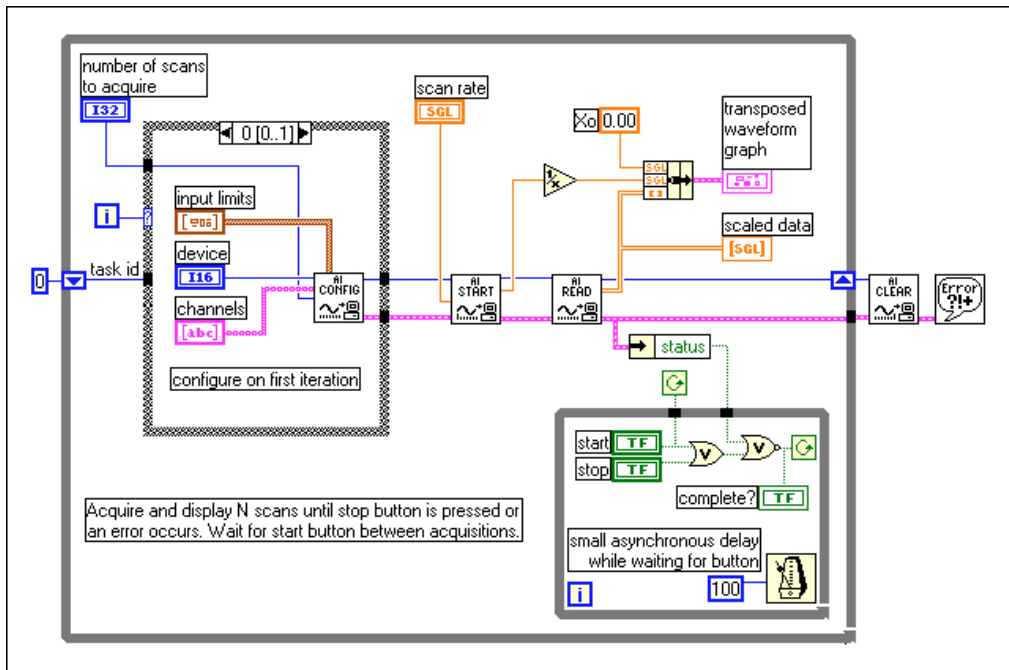 number of scans
to acquire
I32
0 [0..1]
scan rate
SGL
Xo 0.00
transposed
waveform
graph
1/x
SGL
SGL
[ ]
input limits
i
?
scaled data
[SGL]
device
I16
0
task id
AI
CONFIG
AI
START
AI
READ
AI
CLEAR
Error
?!+
channels
[abc]
status
configure on first iteration
start
TF
V
V
stop
TF
complete?
TF
Acquire and display N scans until stop button is pressed or
an error occurs. Wait for start button between acquisitions.
small asynchronous delay
while waiting for button
i
100